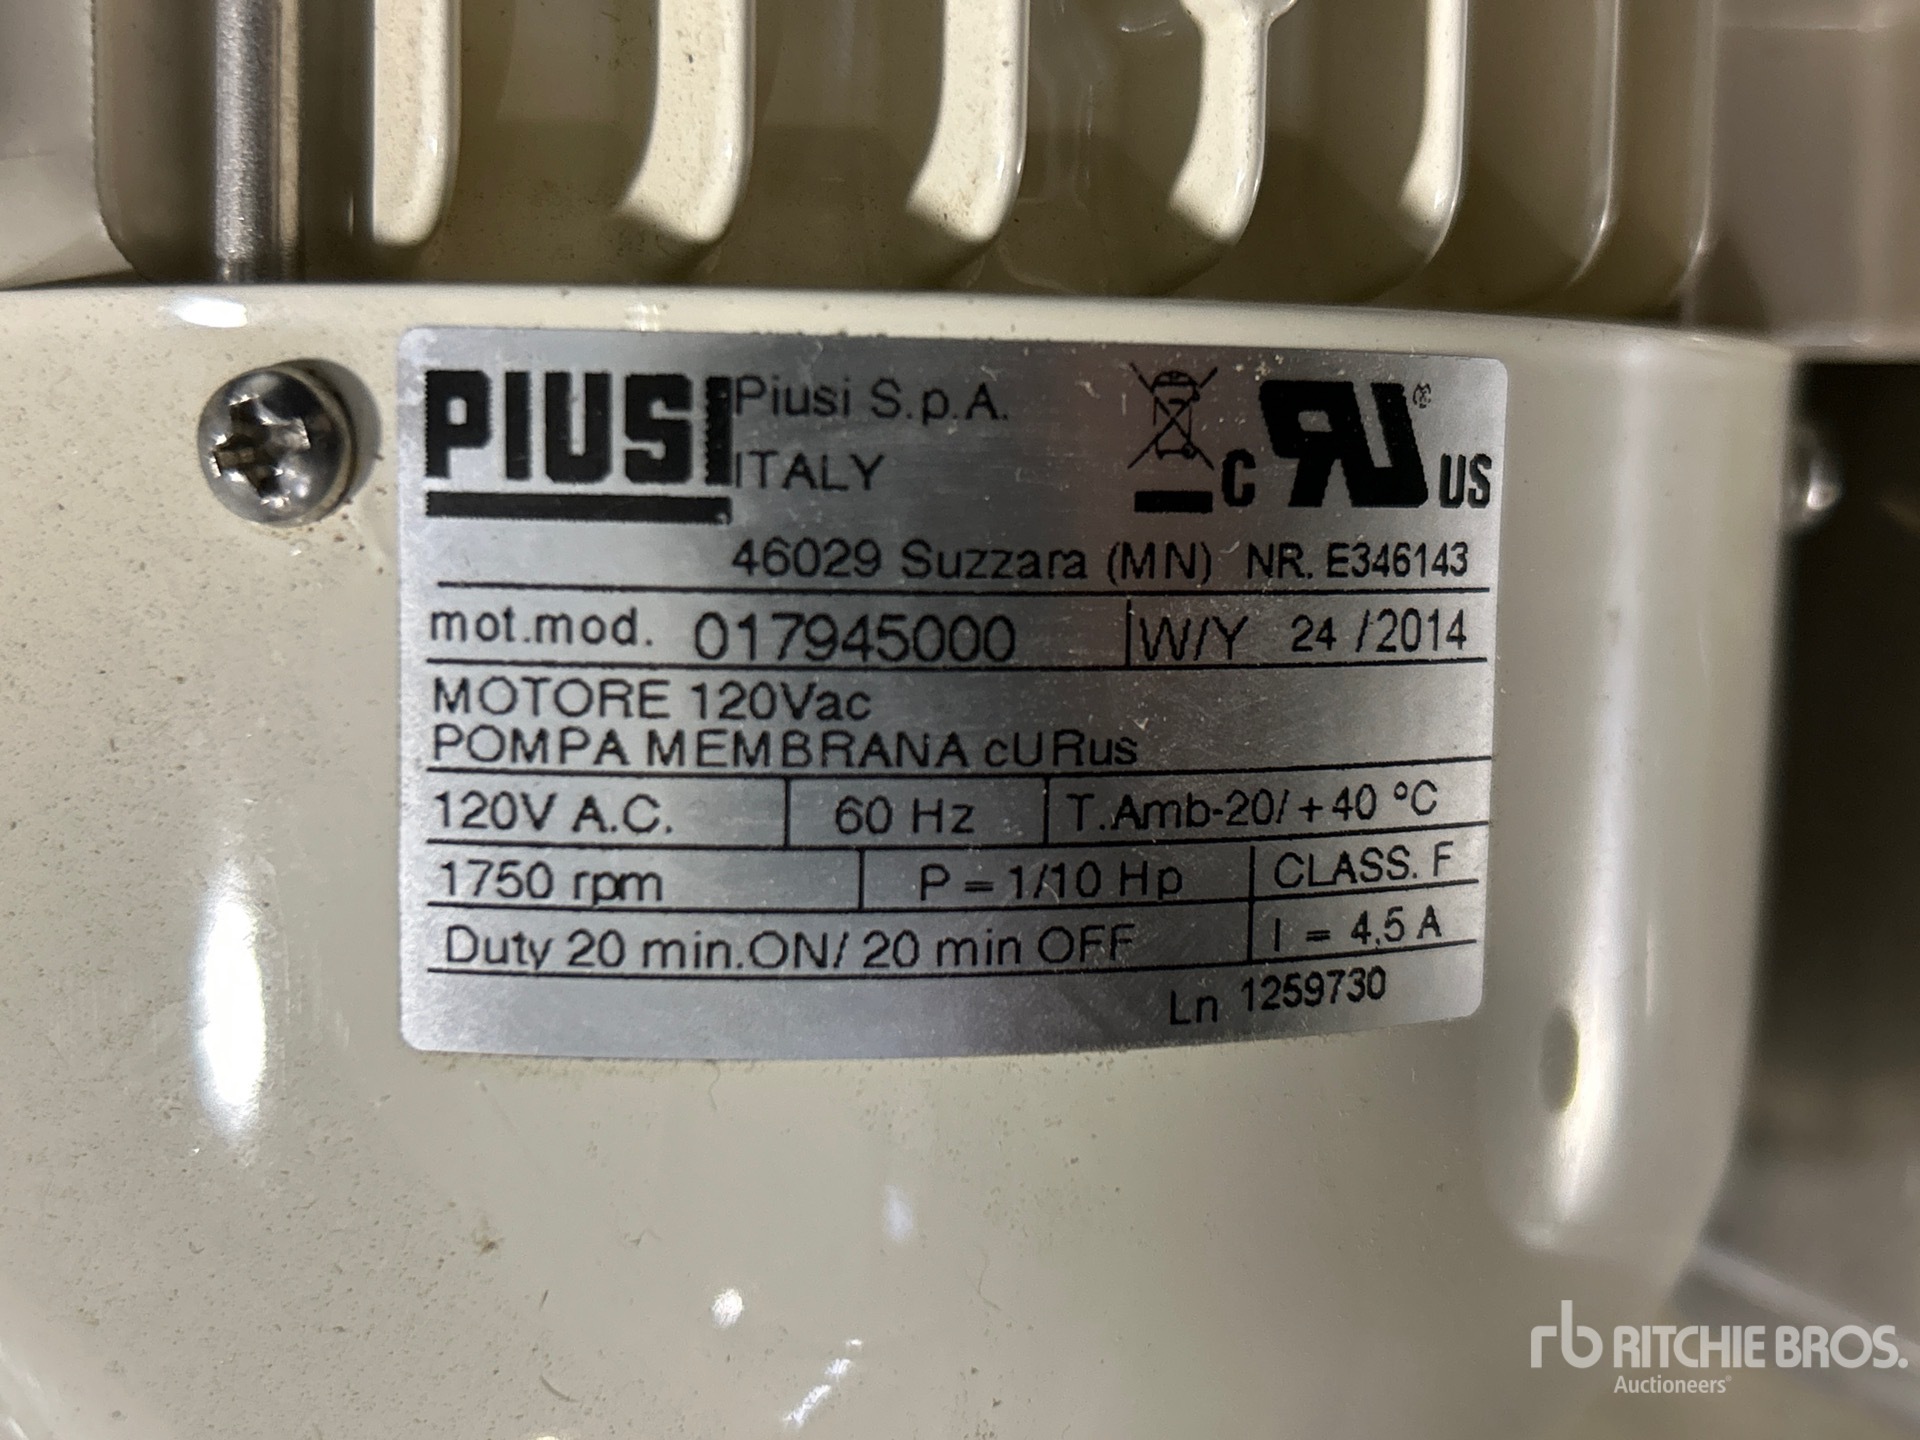 PIUSI Piusi S.p.A.
ITALY
c RU® US
46029 Suzzara (MN) NR. E346143
mot.mod. 017945000 W/Y 24 /2014
MOTORE 120Vac
POMPA MEMBRANA cURus
120V A.C. 60 Hz T.Amb-20/+40 °C
1750 rpm P = 1/10 Hp CLASS. F
Duty 20 min.ON/ 20 min OFF I = 4,5 A
Ln 1259730
rb RITCHIE BROS.
Auctioneers